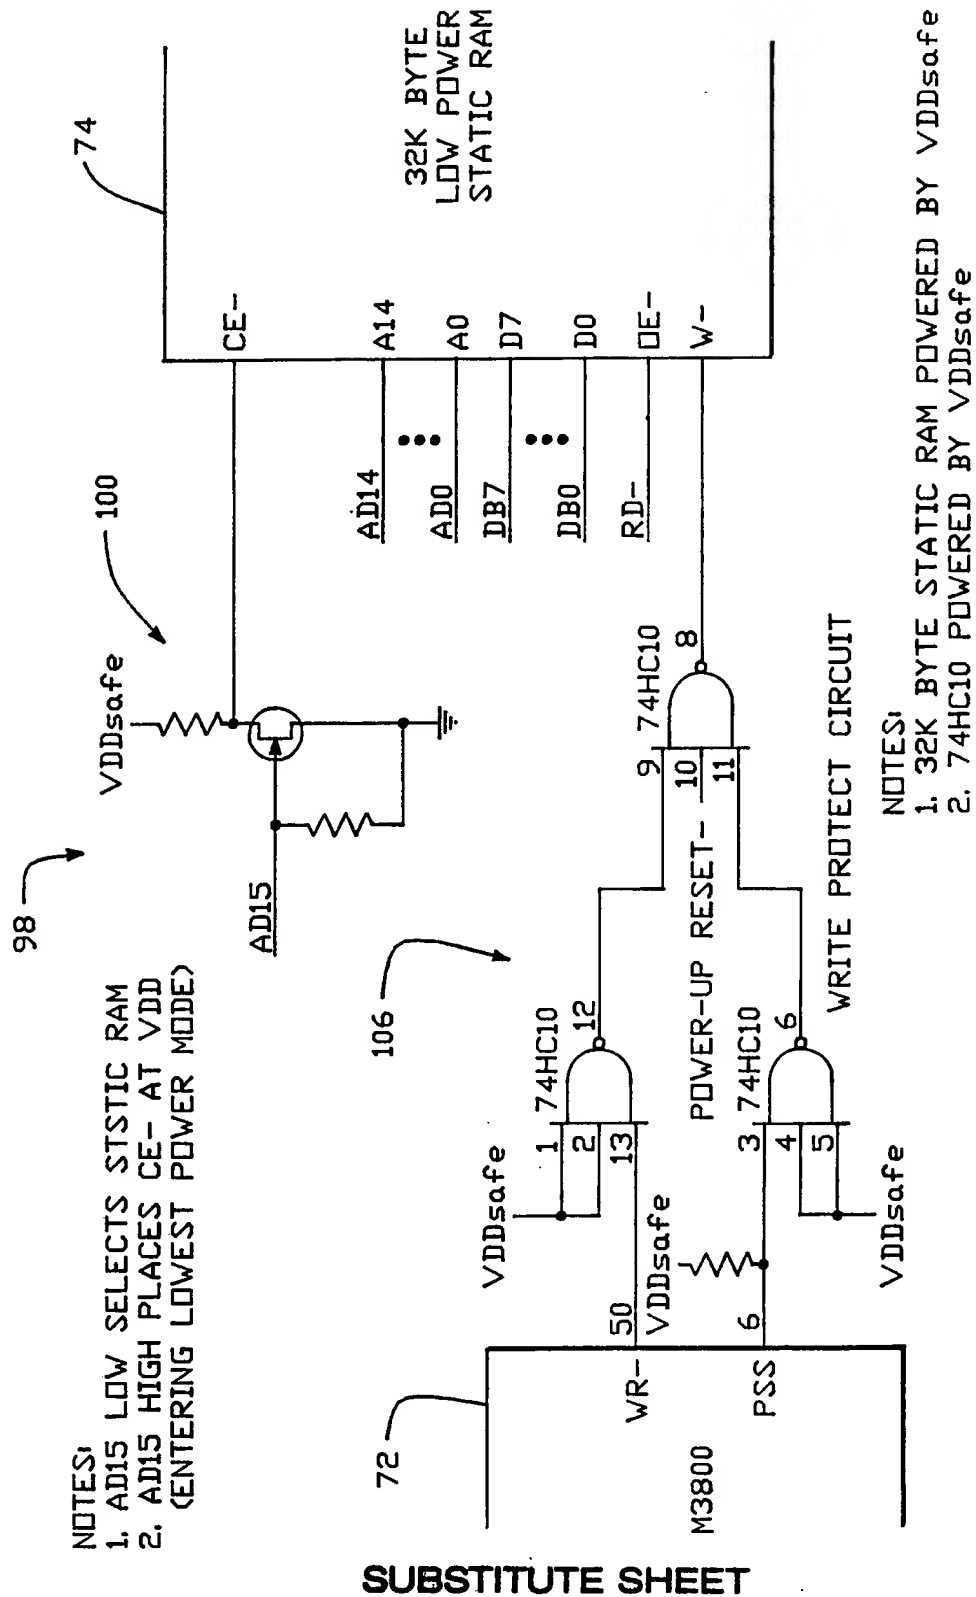 98
100
74
NOTES:
1. AD15 LOW SELECTS STSTIC RAM
2. AD15 HIGH PLACES CE- AT VDD
(ENTERING LOWEST POWER MODE)
VDDsafe
AD15
CE-
32K BYTE
LOW POWER
STATIC RAM
AD14
A14
AD0
A0
DB7
D7
DB0
D0
RD-
OE-
W-
72
M3800
WR-
50
PSS
6
106
VDDsafe
1
2
13
74HC10
12
VDDsafe
3
4
5
74HC10
6
VDDsafe
POWER-UP RESET-
9
10
11
74HC10
8
WRITE PROTECT CIRCUIT
NOTES:
1. 32K BYTE STATIC RAM POWERED BY VDDsafe
2. 74HC10 POWERED BY VDDsafe
SUBSTITUTE SHEET